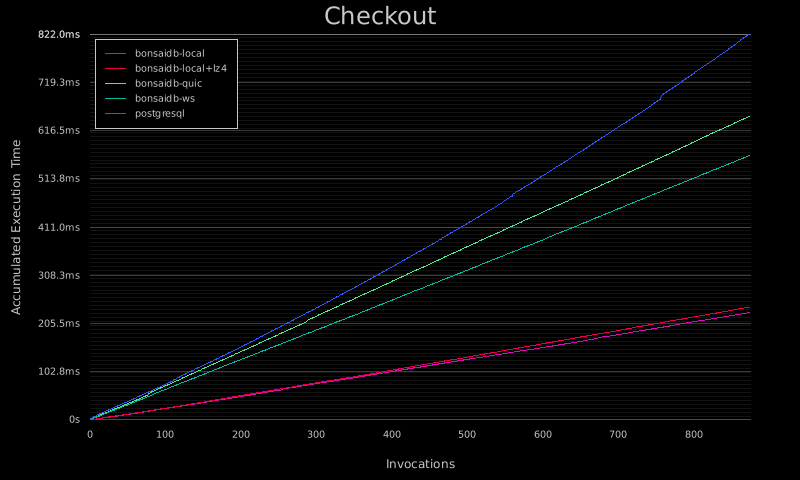 Checkout
822.0ms
719.3ms
616.5ms
513.8ms
411.0ms
308.3ms
205.5ms
102.8ms
0s
bonsaidb-local
bonsaidb-local+lz4
bonsaidb-quic
bonsaidb-ws
postgresql
Accumulated Execution Time
0 100 200 300 400 500 600 700 800
Invocations